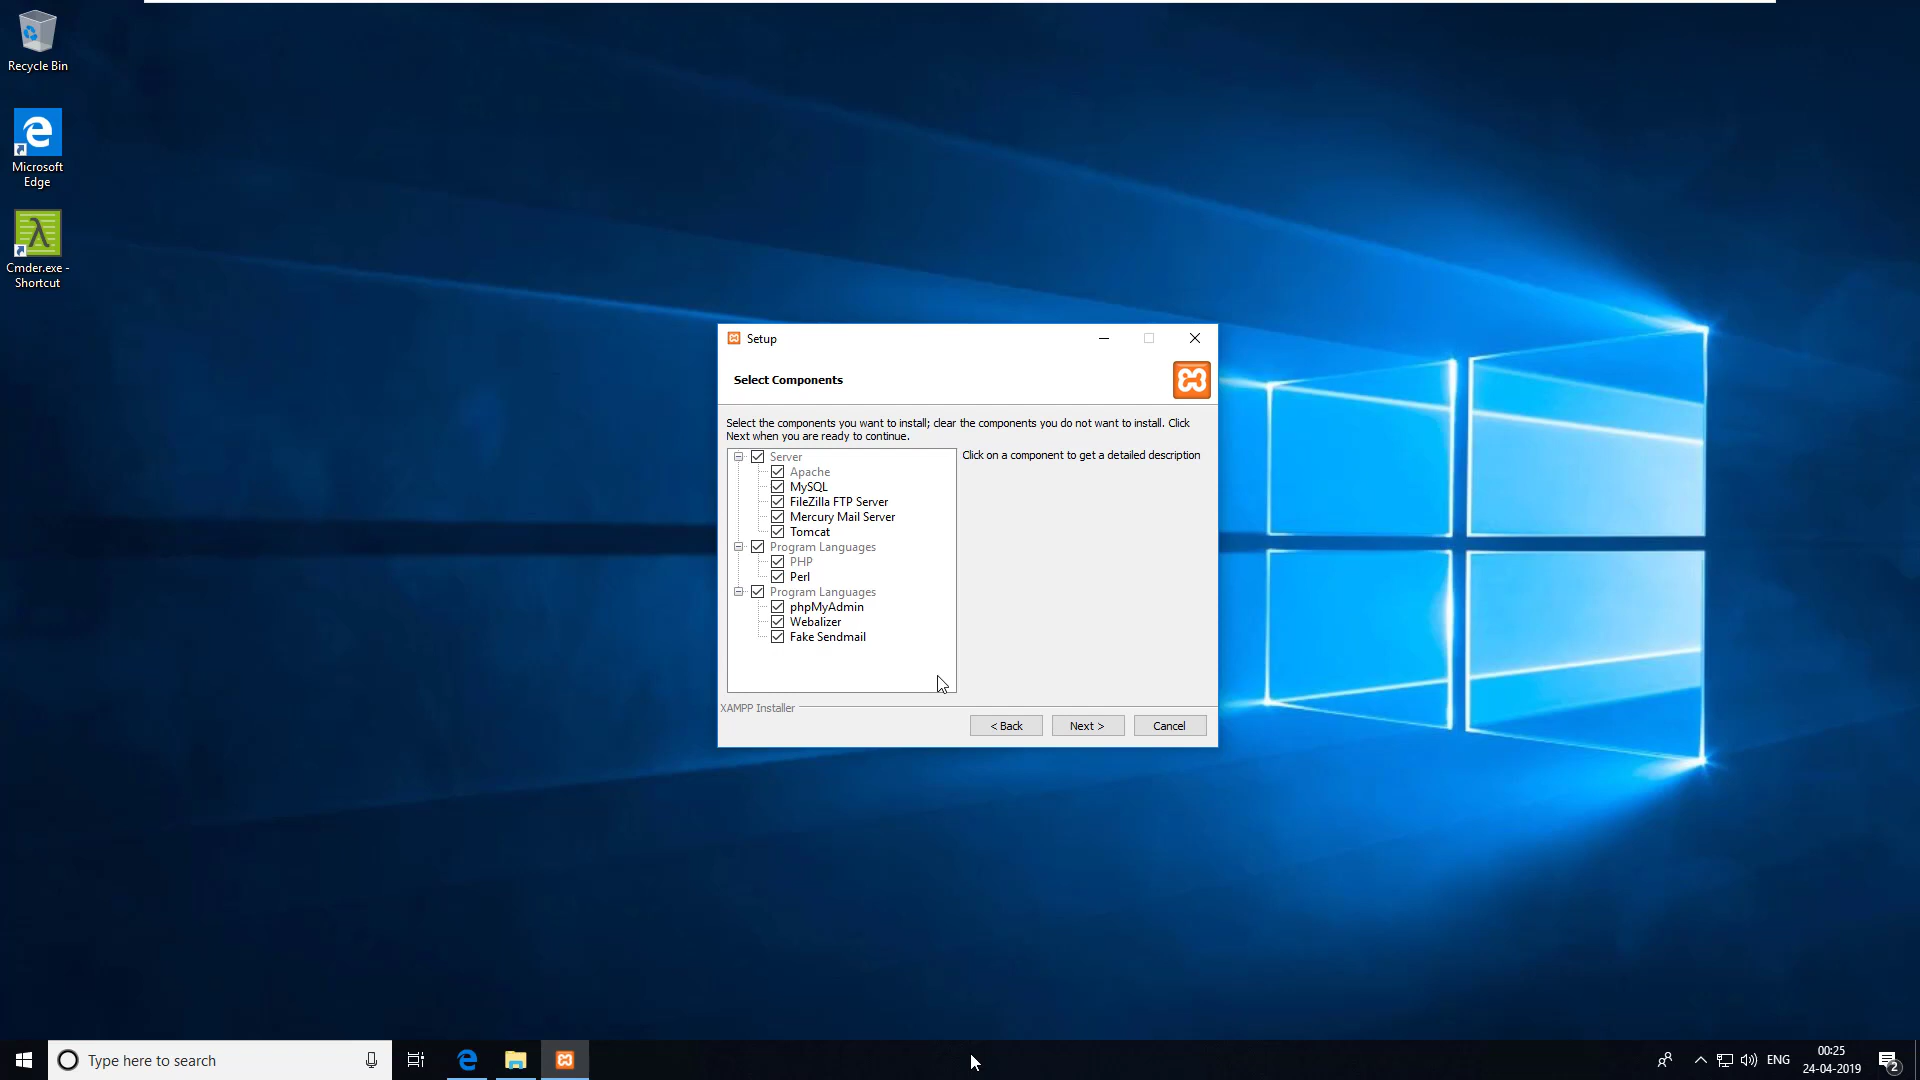 Recycle Bin
Microsoft
Edge
Cmder.exe -
Shortcut
Setup
Select Components
Select the components you want to install; clear the components you do not want to install. Click
Next when you are ready to continue.
Server
Apache
MySQL
FileZilla FTP Server
Mercury Mail Server
Tomcat
Program Languages
PHP
Perl
Program Languages
phpMyAdmin
Webalizer
Fake Sendmail
Click on a component to get a detailed description
XAMPP Installer
< Back
Next >
Cancel
Type here to search
ENG
00:25
24-04-2019
2